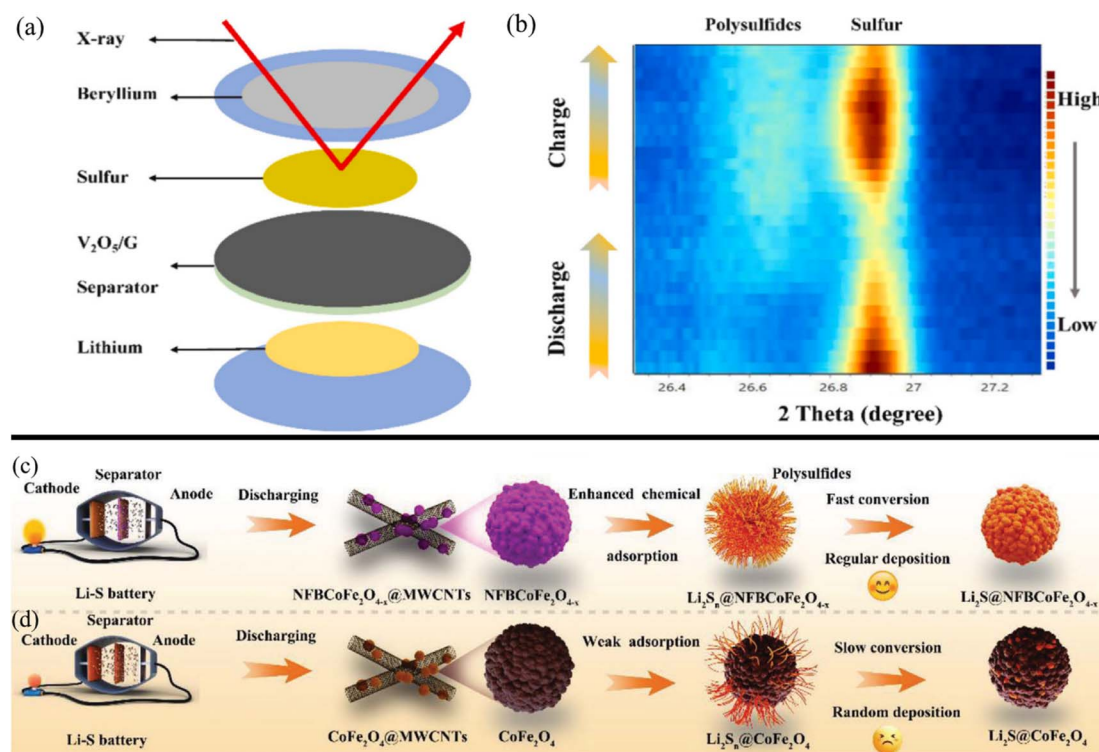 (a)
X-ray
Beryllium
Sulfur
V₂O₅/G
Separator
Lithium
(b)
Polysulfides Sulfur
Charge
Discharge
High
Low
26.4 26.6 26.8 27 27.2
2 Theta (degree)
(c)
Separator
Cathode Anode
Li-S battery
Discharging
NFBCoFe₂O₄₋ₓ@MWCNTs
NFBCoFe₂O₄₋ₓ
Enhanced chemical
adsorption
Polysulfides
Li₂Sₙ@NFBCoFe₂O₄₋ₓ
Fast conversion
Regular deposition
Li₂S@NFBCoFe₂O₄₋ₓ
(d)
Separator
Cathode Anode
Li-S battery
Discharging
CoFe₂O₄@MWCNTs
CoFe₂O₄
Weak adsorption
Li₂Sₙ@CoFe₂O₄
Slow conversion
Random deposition
Li₂S@CoFe₂O₄